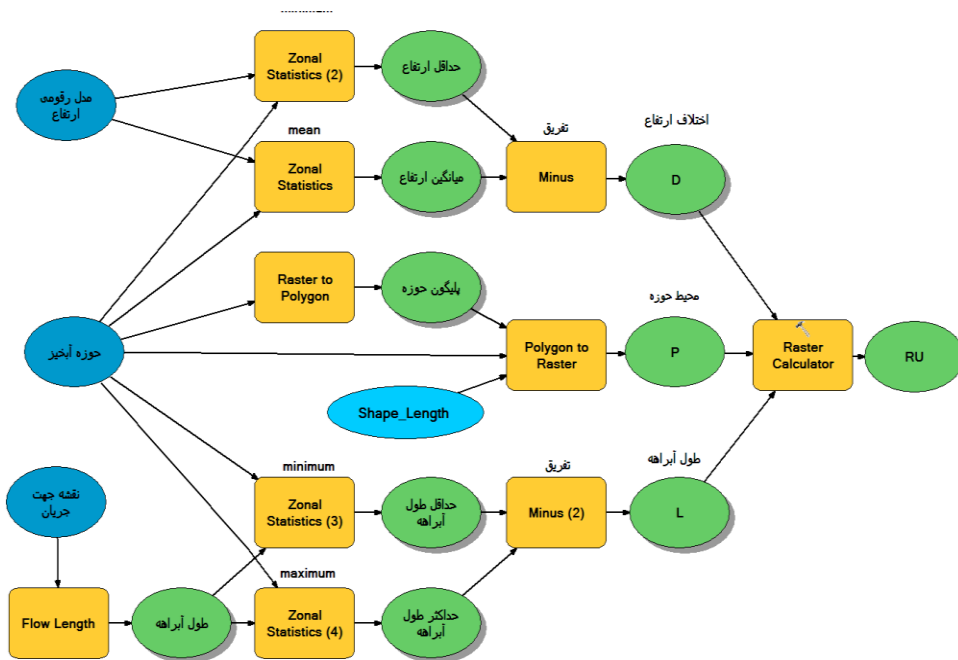 Zonal
Statistics (2)
حداقل ارتفاع
مدل رقومی
ارتفاع
اختلاف ارتفاع
mean
تفریق
Zonal
Statistics
میانگین ارتفاع
Minus
D
Raster to
Polygon
پلیگون حوزه
محیط حوزه
حوزه آبخیز
Polygon to
Raster
P
Raster
Calculator
RU
Shape_Length
minimum
تفریق
طول آبراهه
نقشه جهت
جریان
Zonal
Statistics (3)
حداقل طول
آبراهه
Minus (2)
L
maximum
Flow Length
طول آبراهه
Zonal
Statistics (4)
حداکثر طول
آبراهه